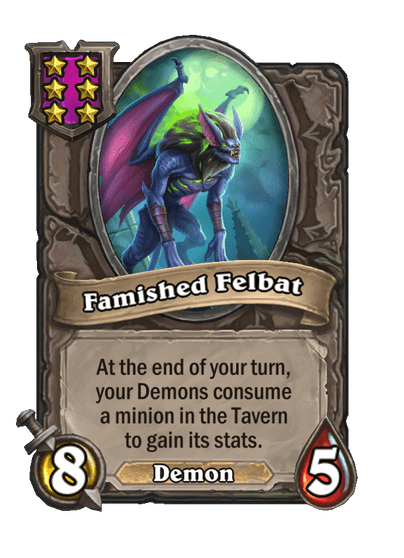 Famished Felbat
At the end of your turn,
your Demons consume
a minion in the Tavern
to gain its stats.
8
Demon
5